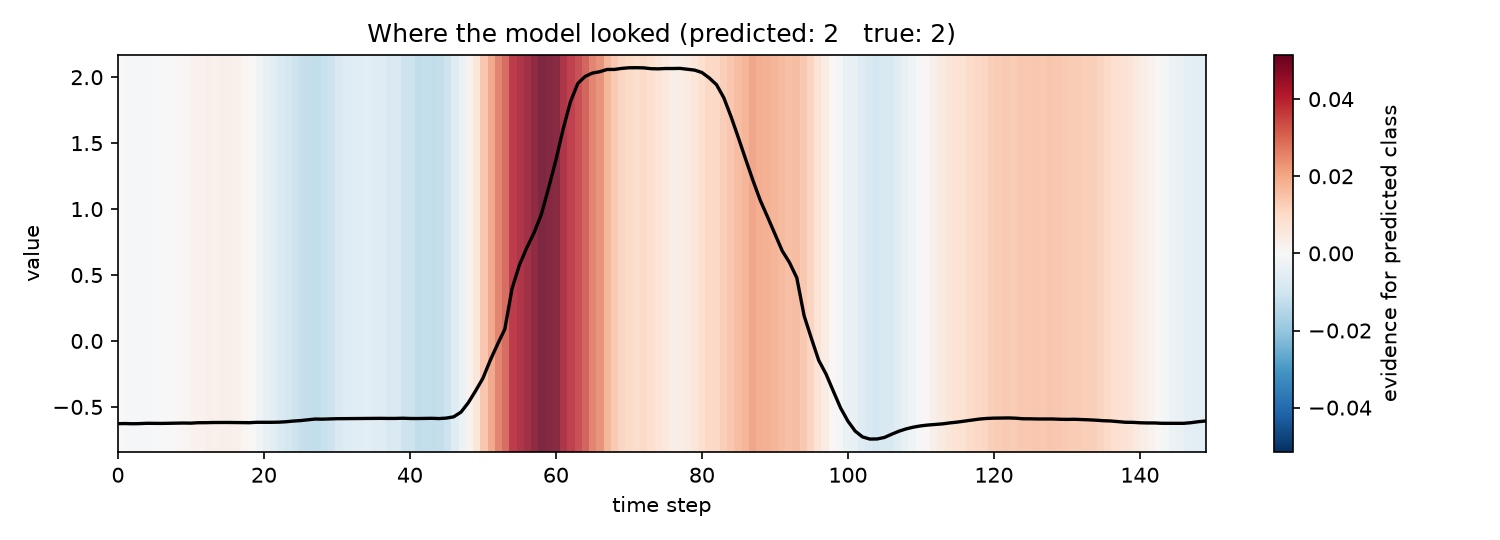 Where the model looked (predicted: 2   true: 2)
2.0
1.5
1.0
0.5
0.0
−0.5
value
0 20 40 60 80 100 120 140
time step
0.04
0.02
0.00
−0.02
−0.04
evidence for predicted class